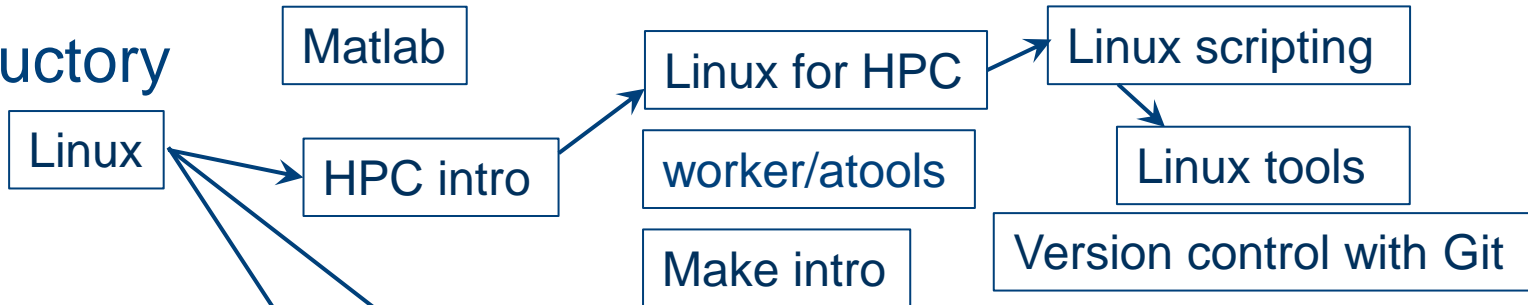 uctory
Matlab
Linux for HPC
Linux scripting
Linux
HPC intro
worker/atools
Linux tools
Make intro
Version control with Git